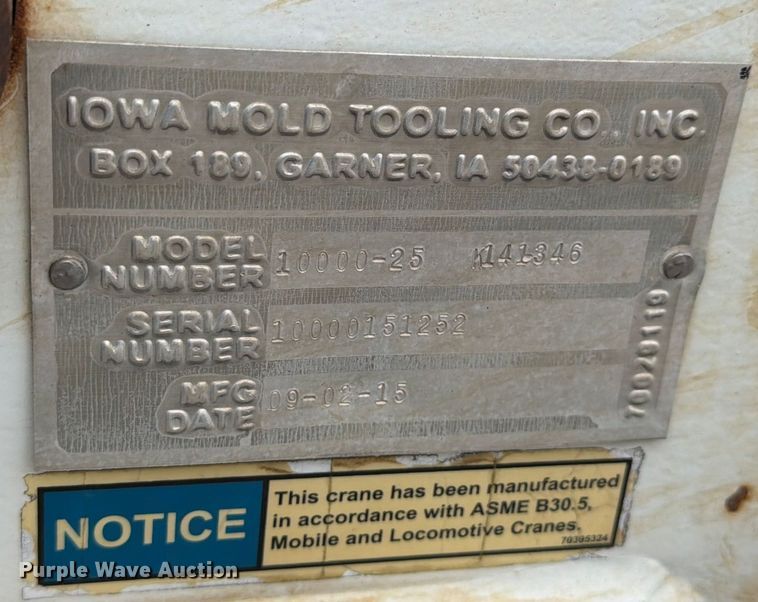 IOWA MOLD TOOLING CO., INC.
BOX 189, GARNER, IA 50438-0189
MODEL NUMBER 10000-25 141346
SERIAL NUMBER 10000151252
MFG DATE 09-02-15
70029119
NOTICE
This crane has been manufactured
in accordance with ASME B30.5,
Mobile and Locomotive Cranes.
70395324
Purple Wave Auction